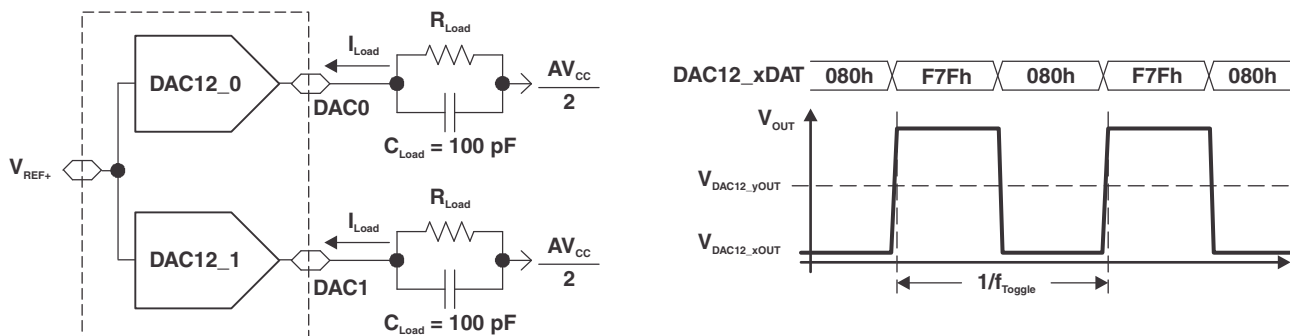 R_Load
I_Load
DAC12_0
DAC0
AV_CC
2
C_Load = 100 pF
V_REF+
R_Load
I_Load
DAC12_1
DAC1
AV_CC
2
C_Load = 100 pF
DAC12_xDAT 080h F7Fh 080h F7Fh 080h
V_OUT
V_DAC12_yOUT
V_DAC12_xOUT
1/f_Toggle